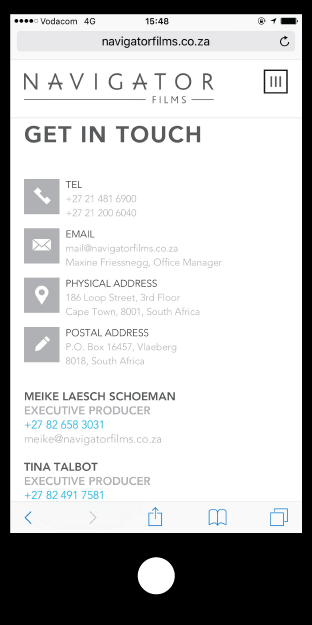 Vodacom 4G 15:48
navigatorfilms.co.za
NAVIGATOR
FILMS
GET IN TOUCH
TEL
+27 21 481 6900
+27 21 200 6040
EMAIL
mail@navigatorfilms.co.za
Maxine Friessnegg, Office Manager
PHYSICAL ADDRESS
186 Loop Street, 3rd Floor
Cape Town, 8001, South Africa
POSTAL ADDRESS
P.O. Box 16457, Vlaeberg
8018, South Africa
MEIKE LAESCH SCHOEMAN
EXECUTIVE PRODUCER
+27 82 658 3031
meike@navigatorfilms.co.za
TINA TALBOT
EXECUTIVE PRODUCER
+27 82 491 7581